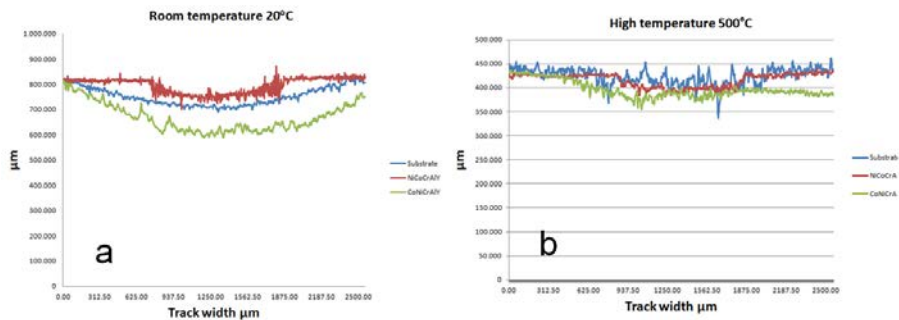 Room temperature 20°C
1.000.000
900.000
800.000
700.000
600.000
500.000
400.000
300.000
200.000
100.000
0
µm
0.00 312.50 625.00 937.50 1250.00 1562.50 1875.00 2187.50 2500.00
Track width µm
Substrate
NiCoCrAlY
CoNiCrAlY
a
High temperature 500°C
500.000
450.000
400.000
350.000
300.000
250.000
200.000
150.000
100.000
50.000
0
µm
0.00 312.50 625.00 937.50 1250.00 1562.50 1875.00 2187.50 2500.00
Track width µm
Substrate
NiCoCrA
CoNiCrA
b